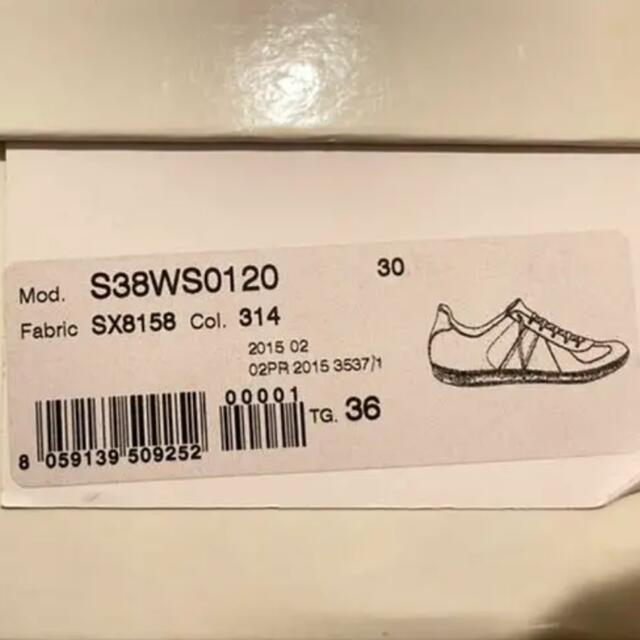 Mod. S38WS0120 30
Fabric SX8158 Col. 314
2015 02
02PR 2015 3537/1
00001
TG. 36
8 059139 509252